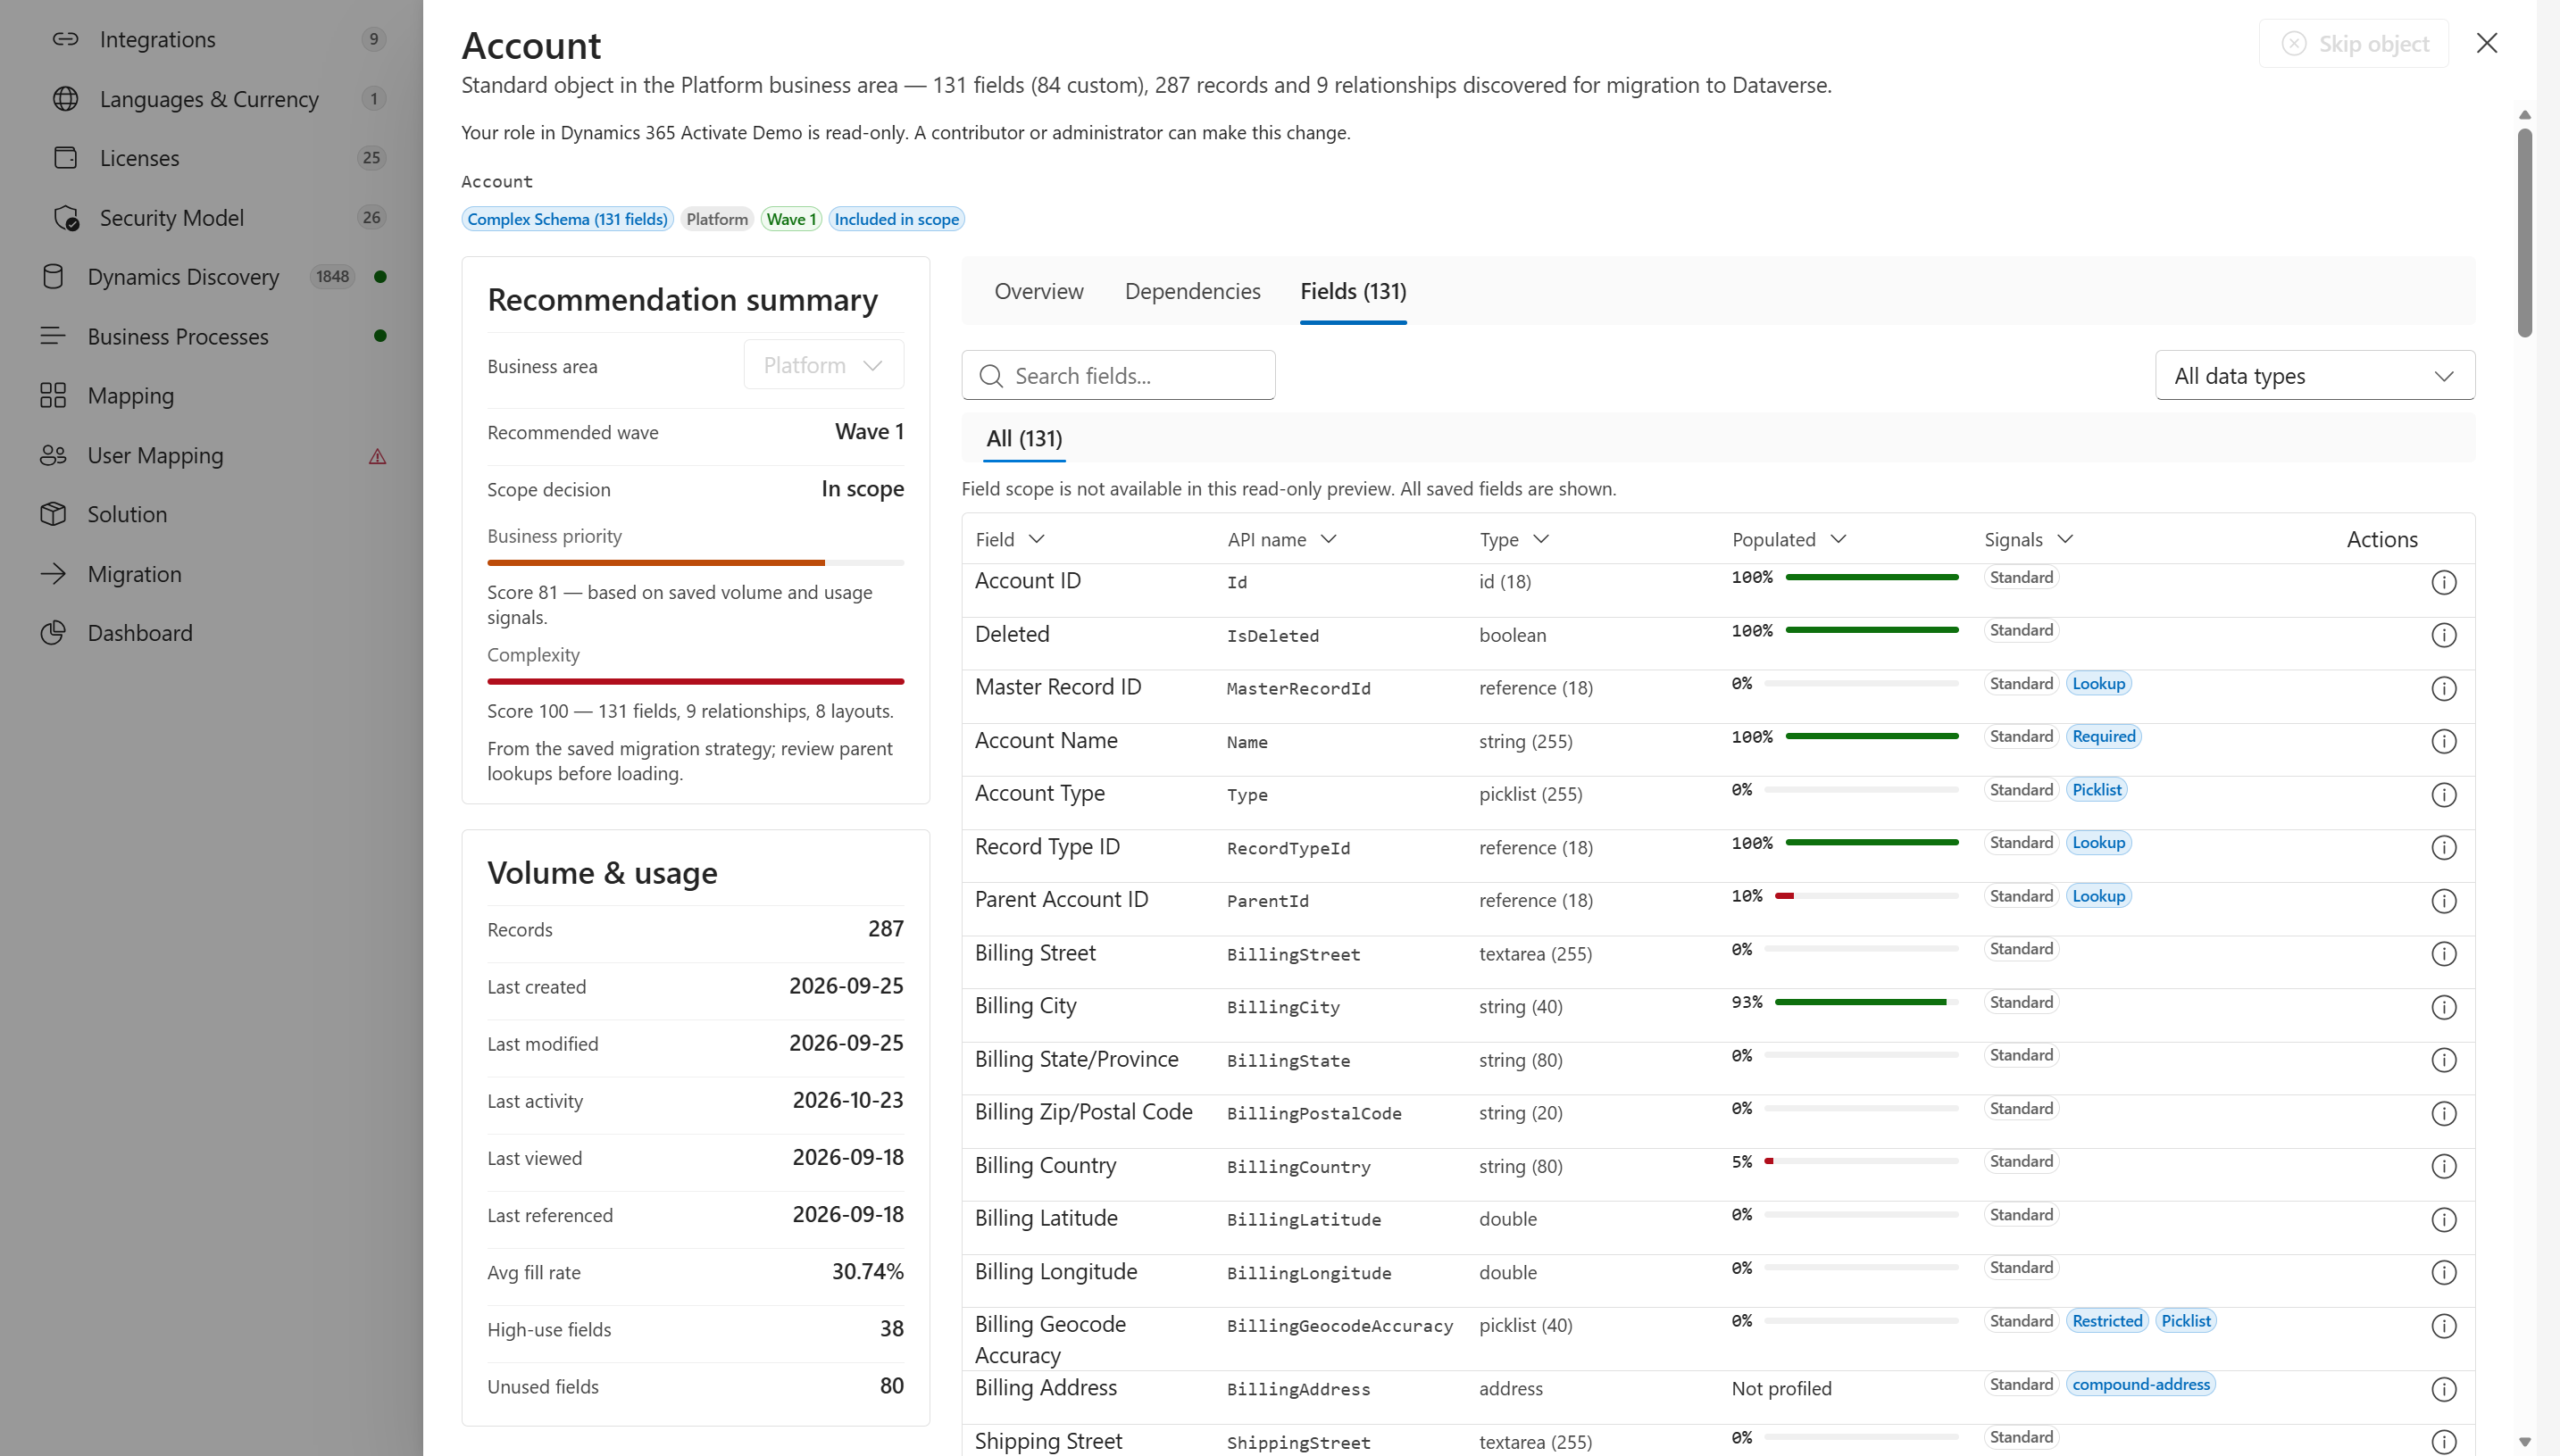 Integrations 9
Languages & Currency 1
Licenses 25
Security Model 26
Dynamics Discovery 1848
Business Processes
Mapping
User Mapping
Solution
Migration
Dashboard
Account
Skip object
Standard object in the Platform business area — 131 fields (84 custom), 287 records and 9 relationships discovered for migration to Dataverse.
Your role in Dynamics 365 Activate Demo is read-only. A contributor or administrator can make this change.
Account
Complex Schema (131 fields) Platform Wave 1 Included in scope
Recommendation summary
Business area Platform
Recommended wave Wave 1
Scope decision In scope
Business priority
Score 81 — based on saved volume and usage
signals.
Complexity
Score 100 — 131 fields, 9 relationships, 8 layouts.
From the saved migration strategy; review parent
lookups before loading.
Volume & usage
Records 287
Last created 2026-09-25
Last modified 2026-09-25
Last activity 2026-10-23
Last viewed 2026-09-18
Last referenced 2026-09-18
Avg fill rate 30.74%
High-use fields 38
Unused fields 80
Overview Dependencies Fields (131)
Search fields...
All data types
All (131)
Field scope is not available in this read-only preview. All saved fields are shown.
Field API name Type Populated Signals Actions
Account ID Id id (18) 100% Standard
Deleted IsDeleted boolean 100% Standard
Master Record ID MasterRecordId reference (18) 0% Standard Lookup
Account Name Name string (255) 100% Standard Required
Account Type Type picklist (255) 0% Standard Picklist
Record Type ID RecordTypeId reference (18) 100% Standard Lookup
Parent Account ID ParentId reference (18) 10% Standard Lookup
Billing Street BillingStreet textarea (255) 0% Standard
Billing City BillingCity string (40) 93% Standard
Billing State/Province BillingState string (80) 0% Standard
Billing Zip/Postal Code BillingPostalCode string (20) 0% Standard
Billing Country BillingCountry string (80) 5% Standard
Billing Latitude BillingLatitude double 0% Standard
Billing Longitude BillingLongitude double 0% Standard
Billing Geocode BillingGeocodeAccuracy picklist (40) 0% Standard Restricted Picklist
Accuracy
Billing Address BillingAddress address Not profiled Standard compound-address
Shipping Street ShippingStreet textarea (255) 0% Standard